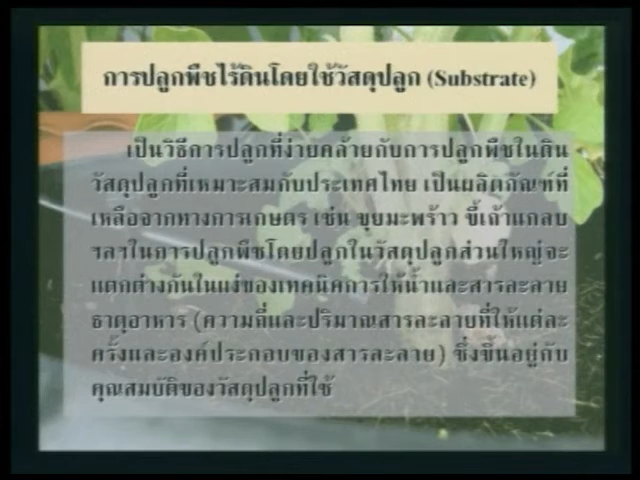 การปลูกพืชไร้ดินโดยใช้วัสดุปลูก (Substrate)
เป็นวิธีการปลูกที่ง่ายคล้ายกับการปลูกพืชในดิน
วัสดุปลูกที่เหมาะสมกับประเทศไทย เป็นผลิตภัณฑ์ที่
เหลือจากทางการเกษตร เช่น ขุยมะพร้าว ขี้เถ้าแกลบ
ฯลฯในการปลูกพืชโดยปลูกในวัสดุปลูกส่วนใหญ่จะ
แตกต่างกันในแง่ของเทคนิคการให้น้ำและสารละลาย
ธาตุอาหาร (ความถี่และปริมาณสารละลายที่ให้แต่ละ
ครั้งและองค์ประกอบของสารละลาย) ซึ่งขึ้นอยู่กับ
คุณสมบัติของวัสดุปลูกที่ใช้